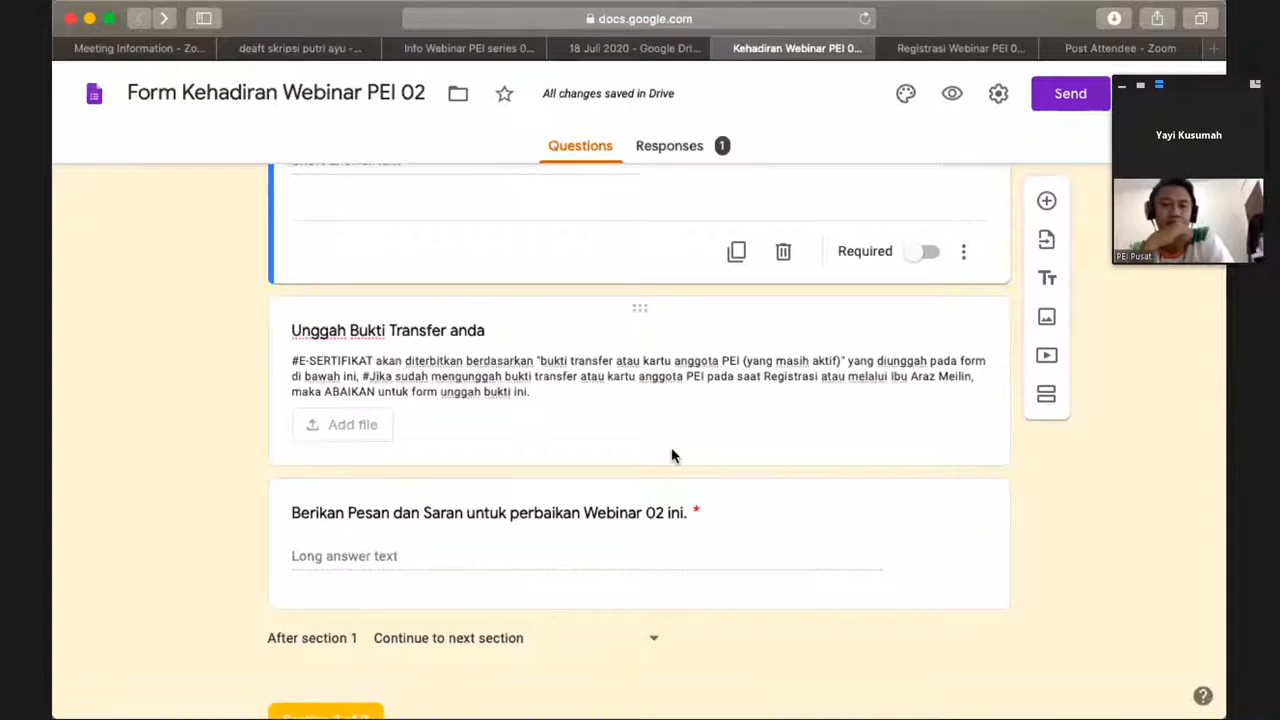 docs.google.com
Meeting Information - Zo...
deaft skripsi putri ayu -...
Info Webinar PEI series 0...
18 Juli 2020 - Google Dri...
Kehadiran Webinar PEI 0...
Registrasi Webinar PEI 0...
Post Attendee - Zoom
Form Kehadiran Webinar PEI 02
All changes saved in Drive
Send
Yayi Kusumah
PEI Pusat
Questions
Responses 1
Required
Unggah Bukti Transfer anda
#E-SERTIFIKAT akan diterbitkan berdasarkan "bukti transfer atau kartu anggota PEI (yang masih aktif)" yang diunggah pada form
di bawah ini, #Jika sudah mengunggah bukti transfer atau kartu anggota PEI pada saat Registrasi atau melalui Ibu Araz Meilin,
maka ABAIKAN untuk form unggah bukti ini.
Add file
Berikan Pesan dan Saran untuk perbaikan Webinar 02 ini. *
Long answer text
After section 1 Continue to next section